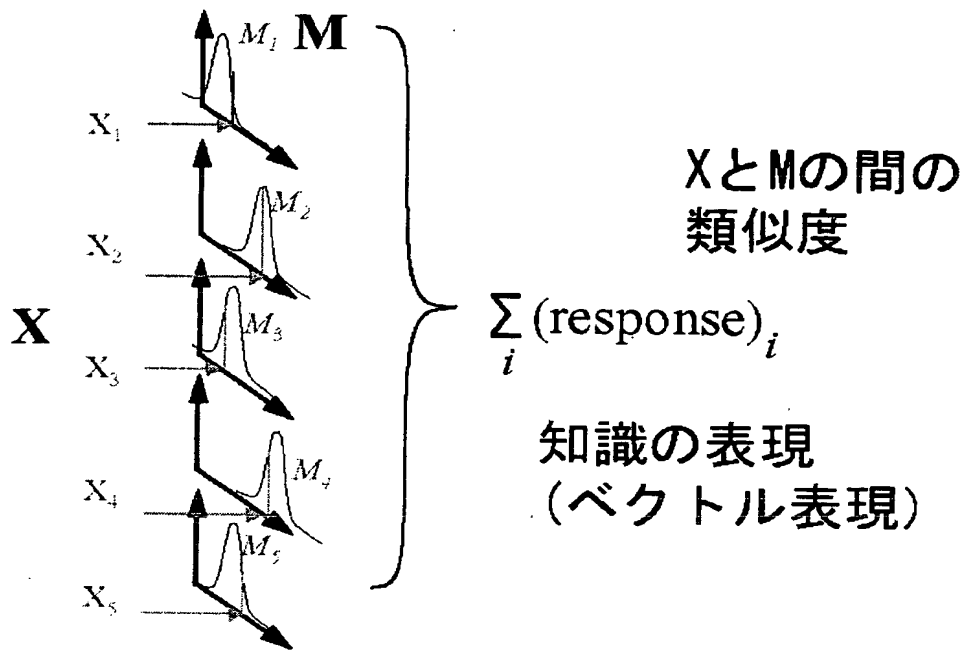 M₁ M
X₁
M₂
X₂
X
M₃
X₃
M₄
X₄
M₅
X₅
XとMの間の
類似度
Σ(response)ᵢ
i
知識の表現
(ベクトル表現)